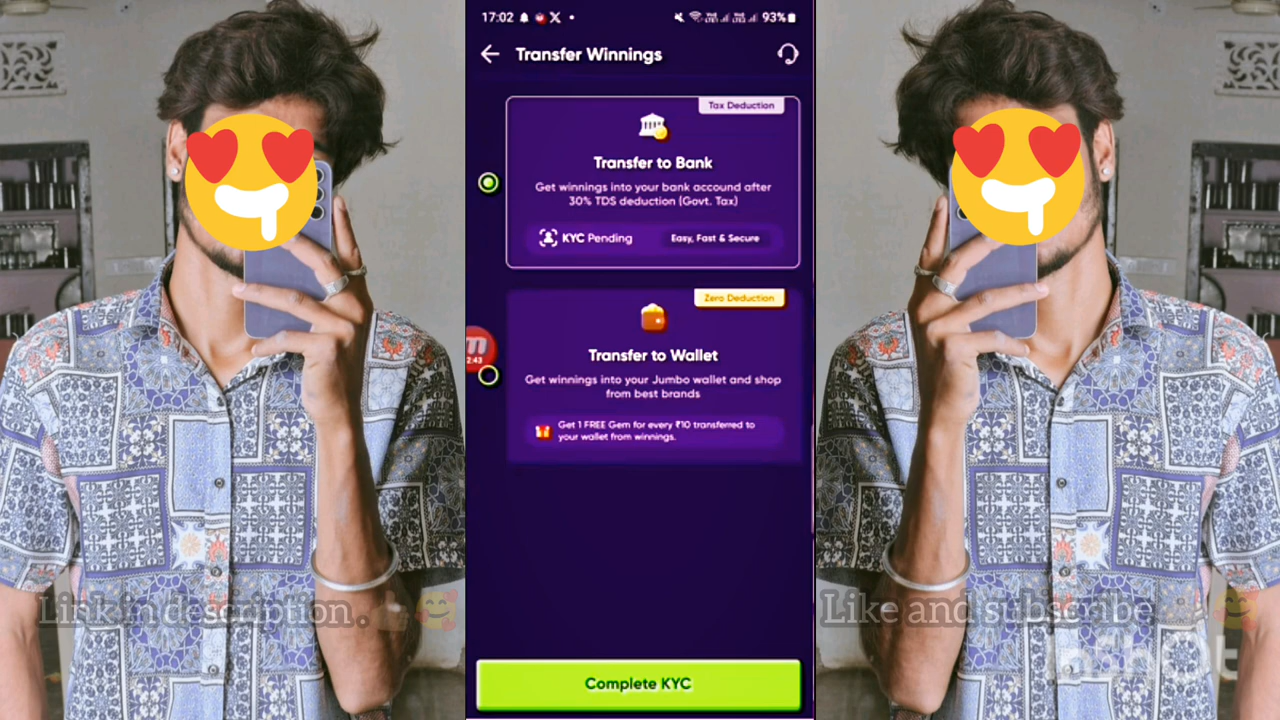 17:02
93%
Transfer Winnings
Tax Deduction
Transfer to Bank
Get winnings into your bank accound after
30% TDS deduction (Govt. Tax)
KYC Pending
Easy, Fast & Secure
Zero Deduction
m
2:43
Transfer to Wallet
Get winnings into your Jumbo wallet and shop
from best brands
Get 1 FREE Gem for every ₹10 transferred to
your wallet from winnings.
Link in description .
Like and subscribe
Complete KYC